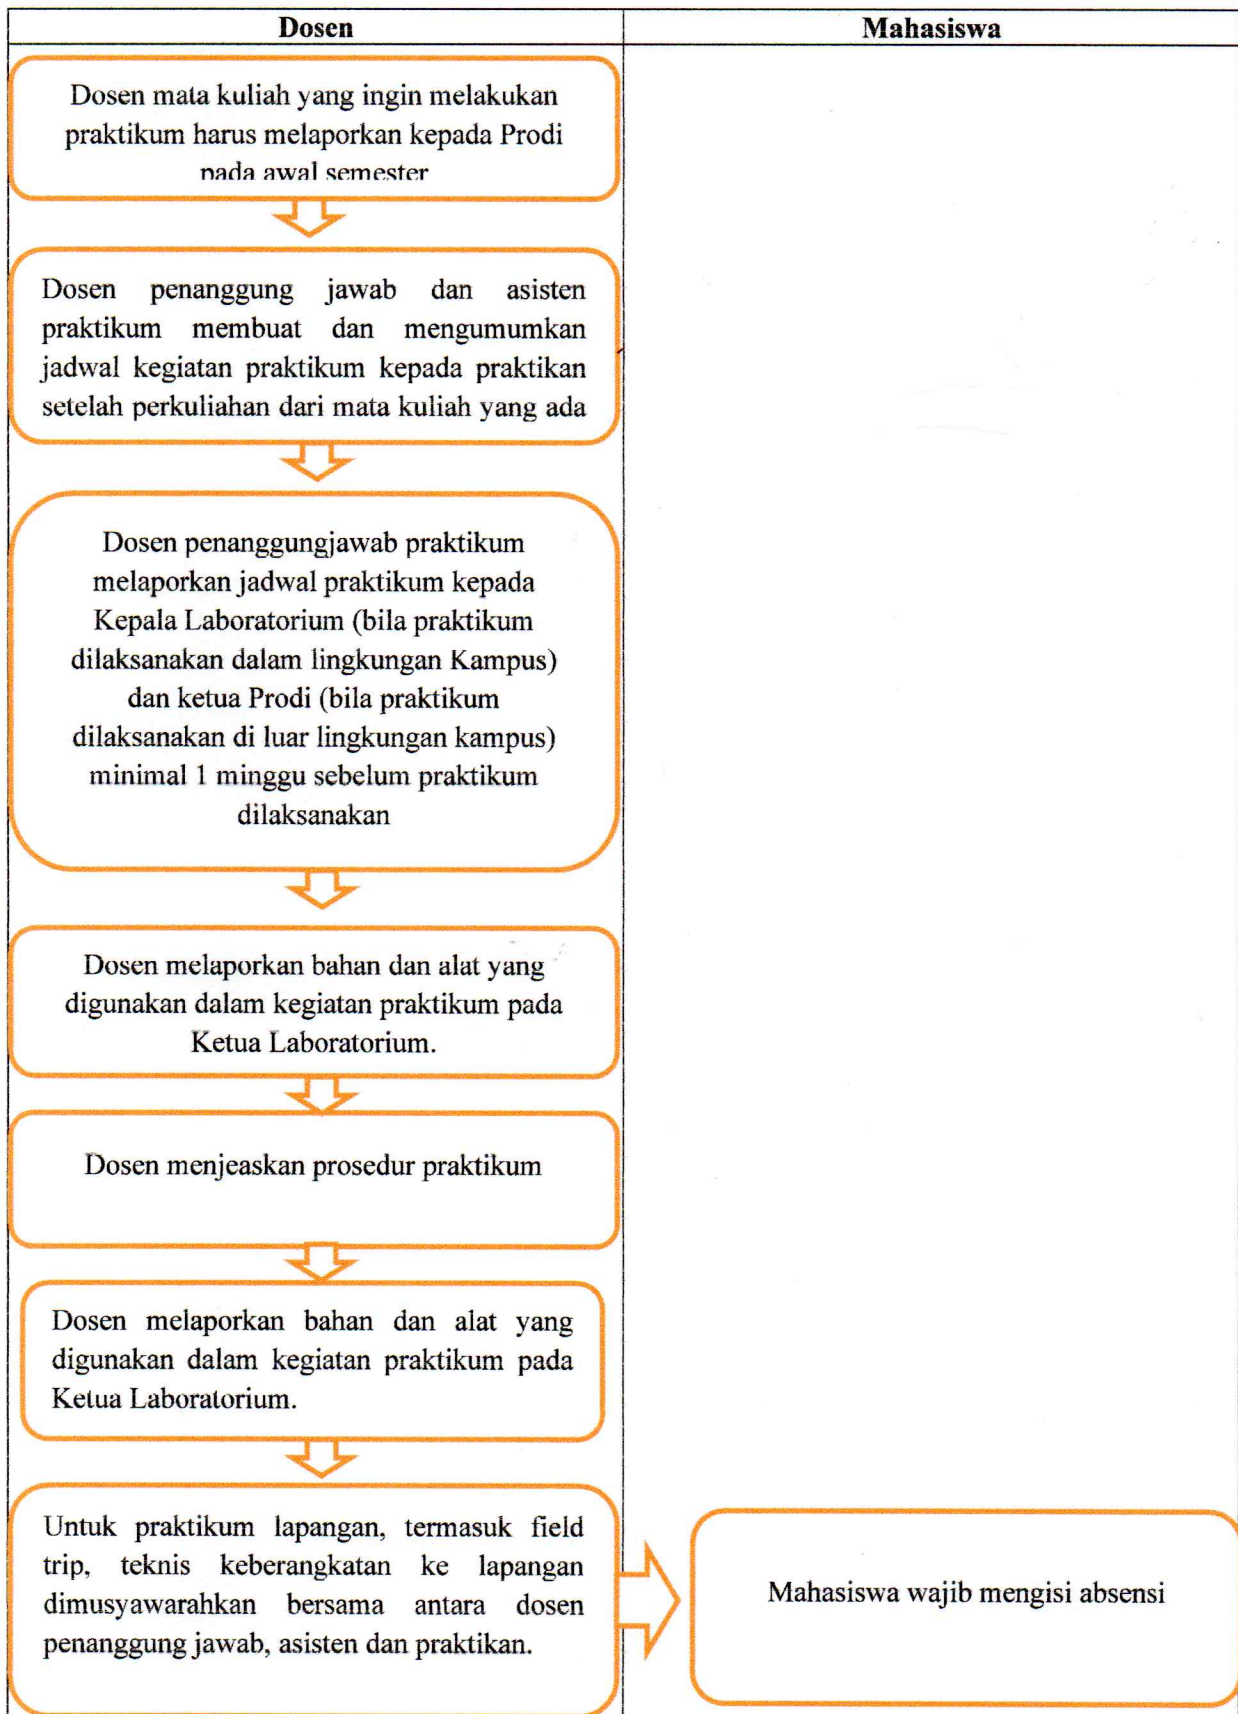 Dosen
Mahasiswa
Dosen mata kuliah yang ingin melakukan
praktikum harus melaporkan kepada Prodi
pada awal semester
Dosen penanggung jawab dan asisten
praktikum membuat dan mengumumkan
jadwal kegiatan praktikum kepada praktikan
setelah perkuliahan dari mata kuliah yang ada
Dosen penanggungjawab praktikum
melaporkan jadwal praktikum kepada
Kepala Laboratorium (bila praktikum
dilaksanakan dalam lingkungan Kampus)
dan ketua Prodi (bila praktikum
dilaksanakan di luar lingkungan kampus)
minimal 1 minggu sebelum praktikum
dilaksanakan
Dosen melaporkan bahan dan alat yang
digunakan dalam kegiatan praktikum pada
Ketua Laboratorium.
Dosen menjeaskan prosedur praktikum
Dosen melaporkan bahan dan alat yang
digunakan dalam kegiatan praktikum pada
Ketua Laboratorium.
Untuk praktikum lapangan, termasuk field
trip, teknis keberangkatan ke lapangan
dimusyawarahkan bersama antara dosen
penanggung jawab, asisten dan praktikan.
Mahasiswa wajib mengisi absensi